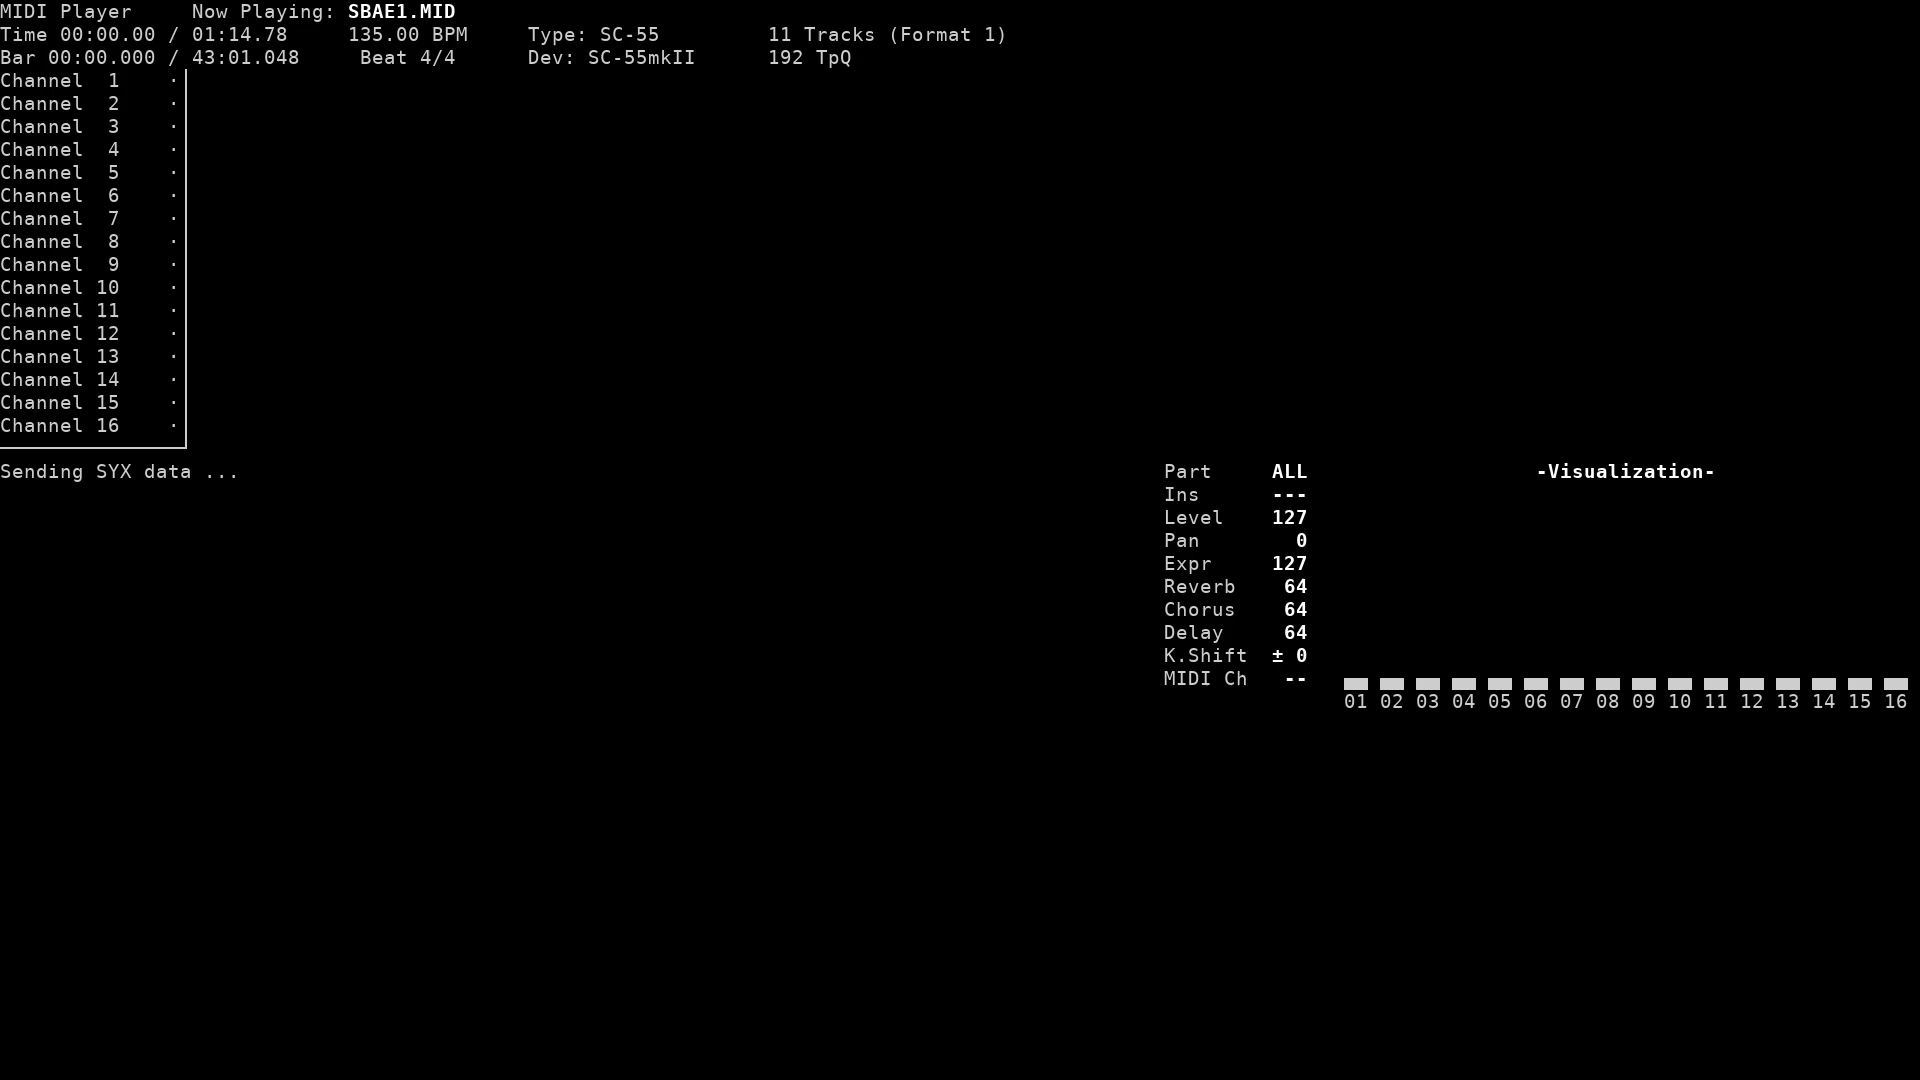 MIDI Player     Now Playing: SBAE1.MID
Time 00:00.00 / 01:14.78     135.00 BPM     Type: SC-55         11 Tracks (Format 1)
Bar 00:00.000 / 43:01.048     Beat 4/4      Dev: SC-55mkII      192 TpQ
Channel  1    ·
Channel  2    ·
Channel  3    ·
Channel  4    ·
Channel  5    ·
Channel  6    ·
Channel  7    ·
Channel  8    ·
Channel  9    ·
Channel 10    ·
Channel 11    ·
Channel 12    ·
Channel 13    ·
Channel 14    ·
Channel 15    ·
Channel 16    ·
Sending SYX data ...
Part     ALL     -Visualization-
Ins      ---
Level    127
Pan        0
Expr     127
Reverb    64
Chorus    64
Delay     64
K.Shift  ± 0
MIDI Ch   --
01 02 03 04 05 06 07 08 09 10 11 12 13 14 15 16